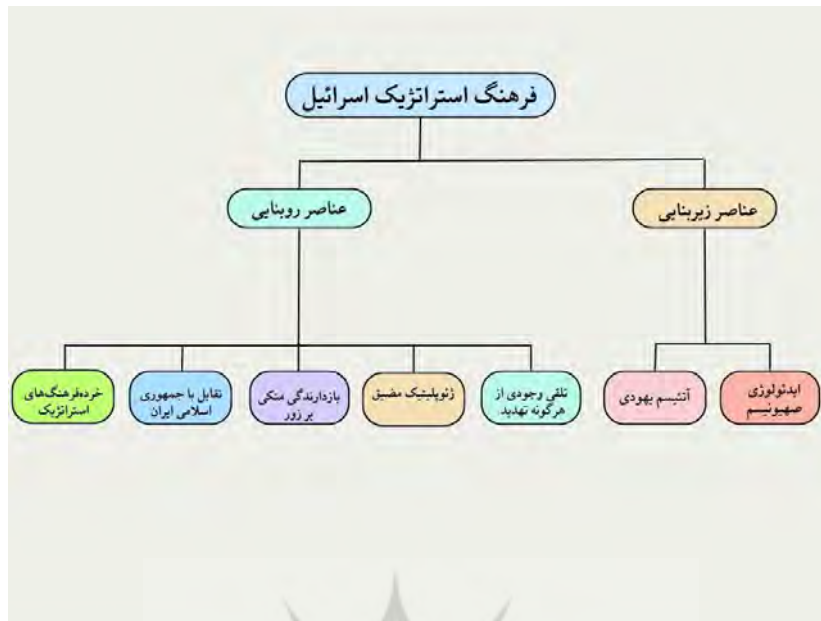 فرهنگ استراتژیک اسرائیل
عناصر زیربنایی
عناصر روبنایی
ایدئولوژی
صهیونیسم
آتئیسم یهودی
تلقی وجودی از
هرگونه تهدید
ژئوپلیتیک مضیق
بازدارندگی متکی
بر زور
تقابل با جمهوری
اسلامی ایران
خرده‌فرهنگ‌های
استراتژیک